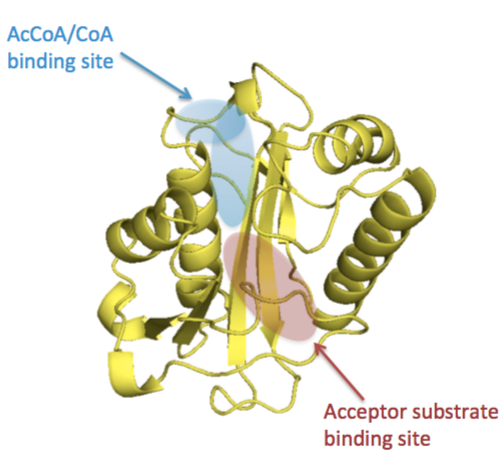 AcCoA/CoA
binding site
Acceptor substrate
binding site